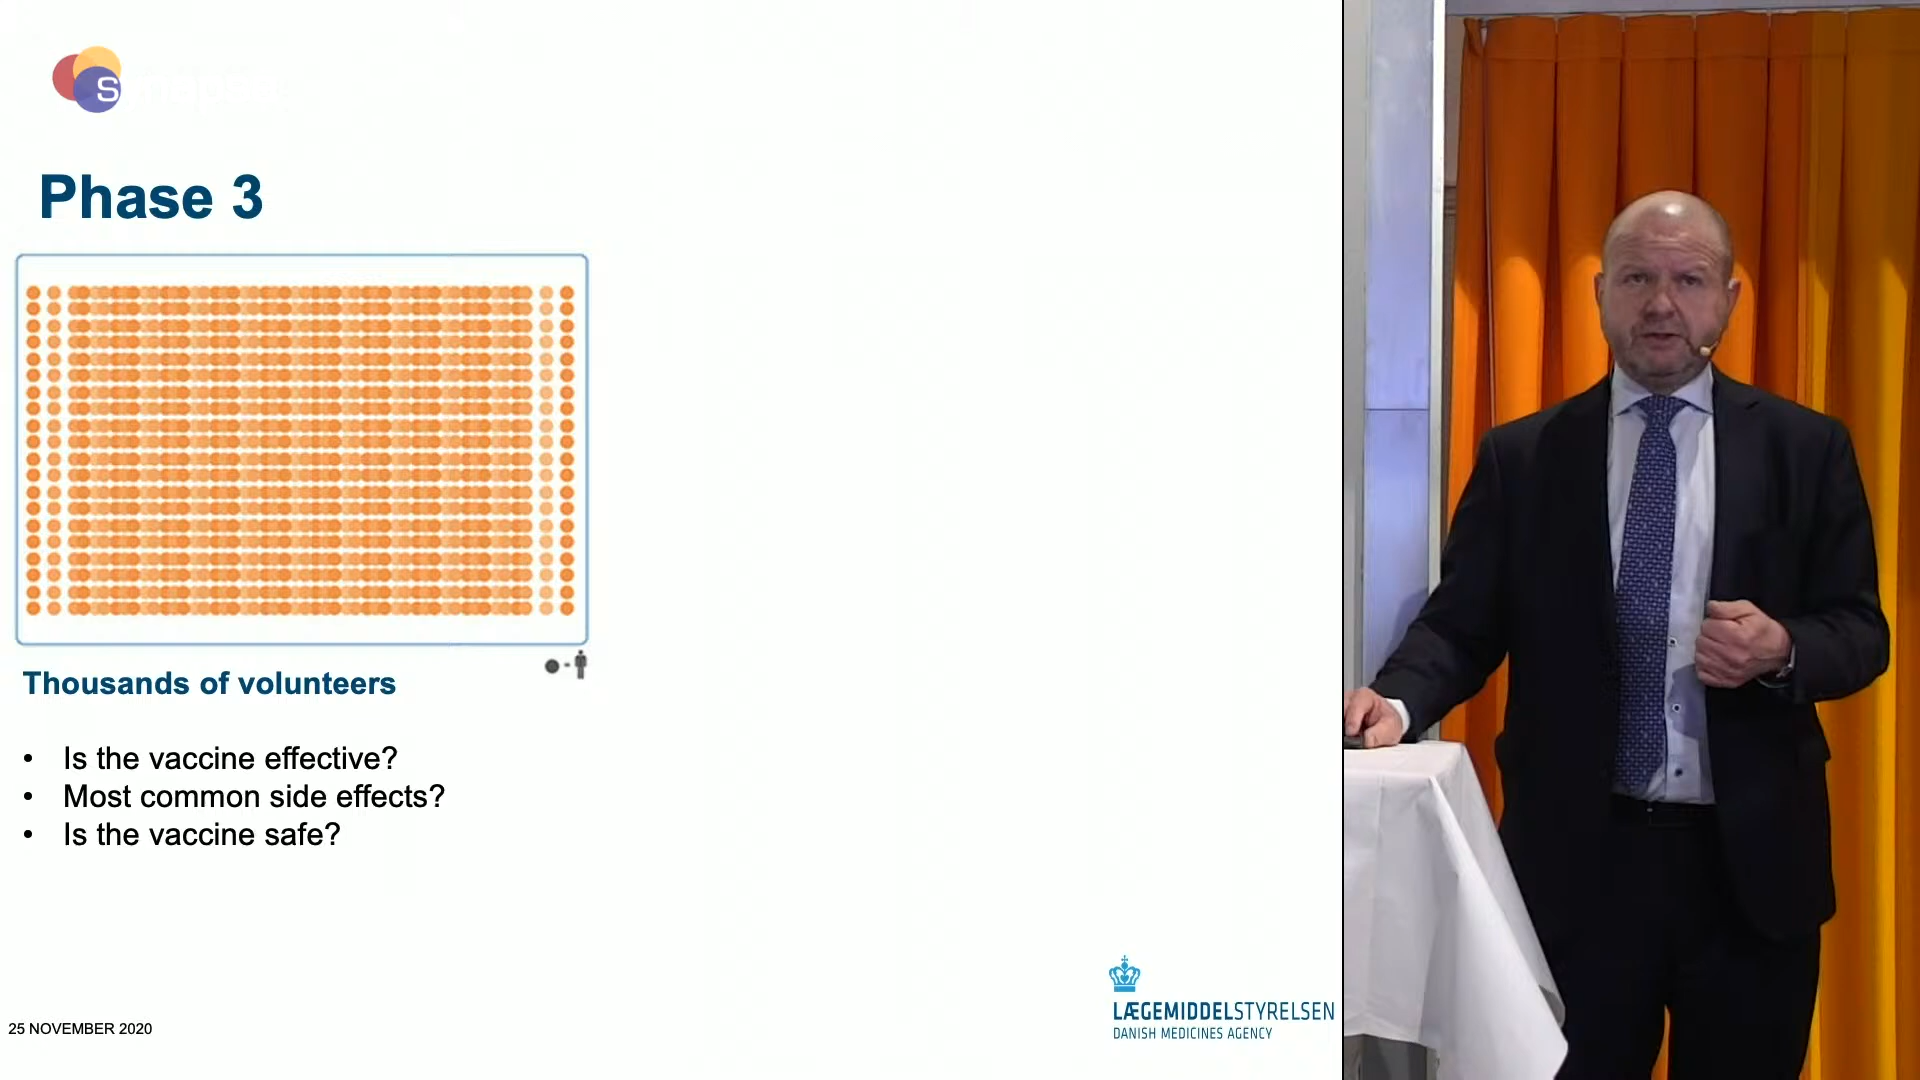 S
Phase 3
Thousands of volunteers
• Is the vaccine effective?
• Most common side effects?
• Is the vaccine safe?
25 NOVEMBER 2020
LÆGEMIDDELSTYRELSEN
DANISH MEDICINES AGENCY